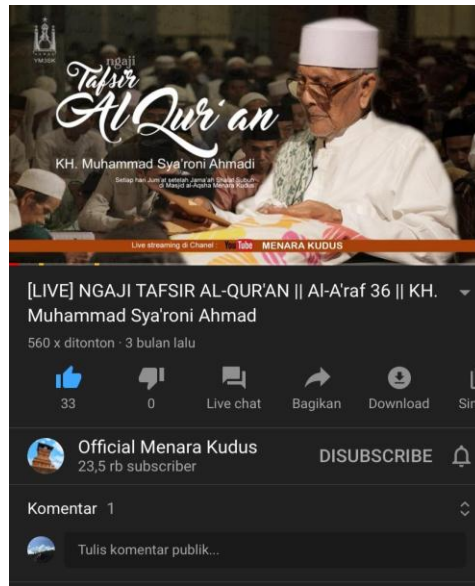 YM3SK
ngaji
Tafsir
Al Qur'an
KH. Muhammad Sya'roni Ahmadi
Setiap hari Jum'at setelah Jama'ah Shalat Subuh
di Masjid al-Aqsha Menara Kudus
Live streaming di Chanel : YouTube MENARA KUDUS
[LIVE] NGAJI TAFSIR AL-QUR'AN || Al-A'raf 36 || KH.
Muhammad Sya'roni Ahmad
560 x ditonton · 3 bulan lalu
33 0 Live chat Bagikan Download
Official Menara Kudus
23,5 rb subscriber
DISUBSCRIBE
Komentar 1
Tulis komentar publik...